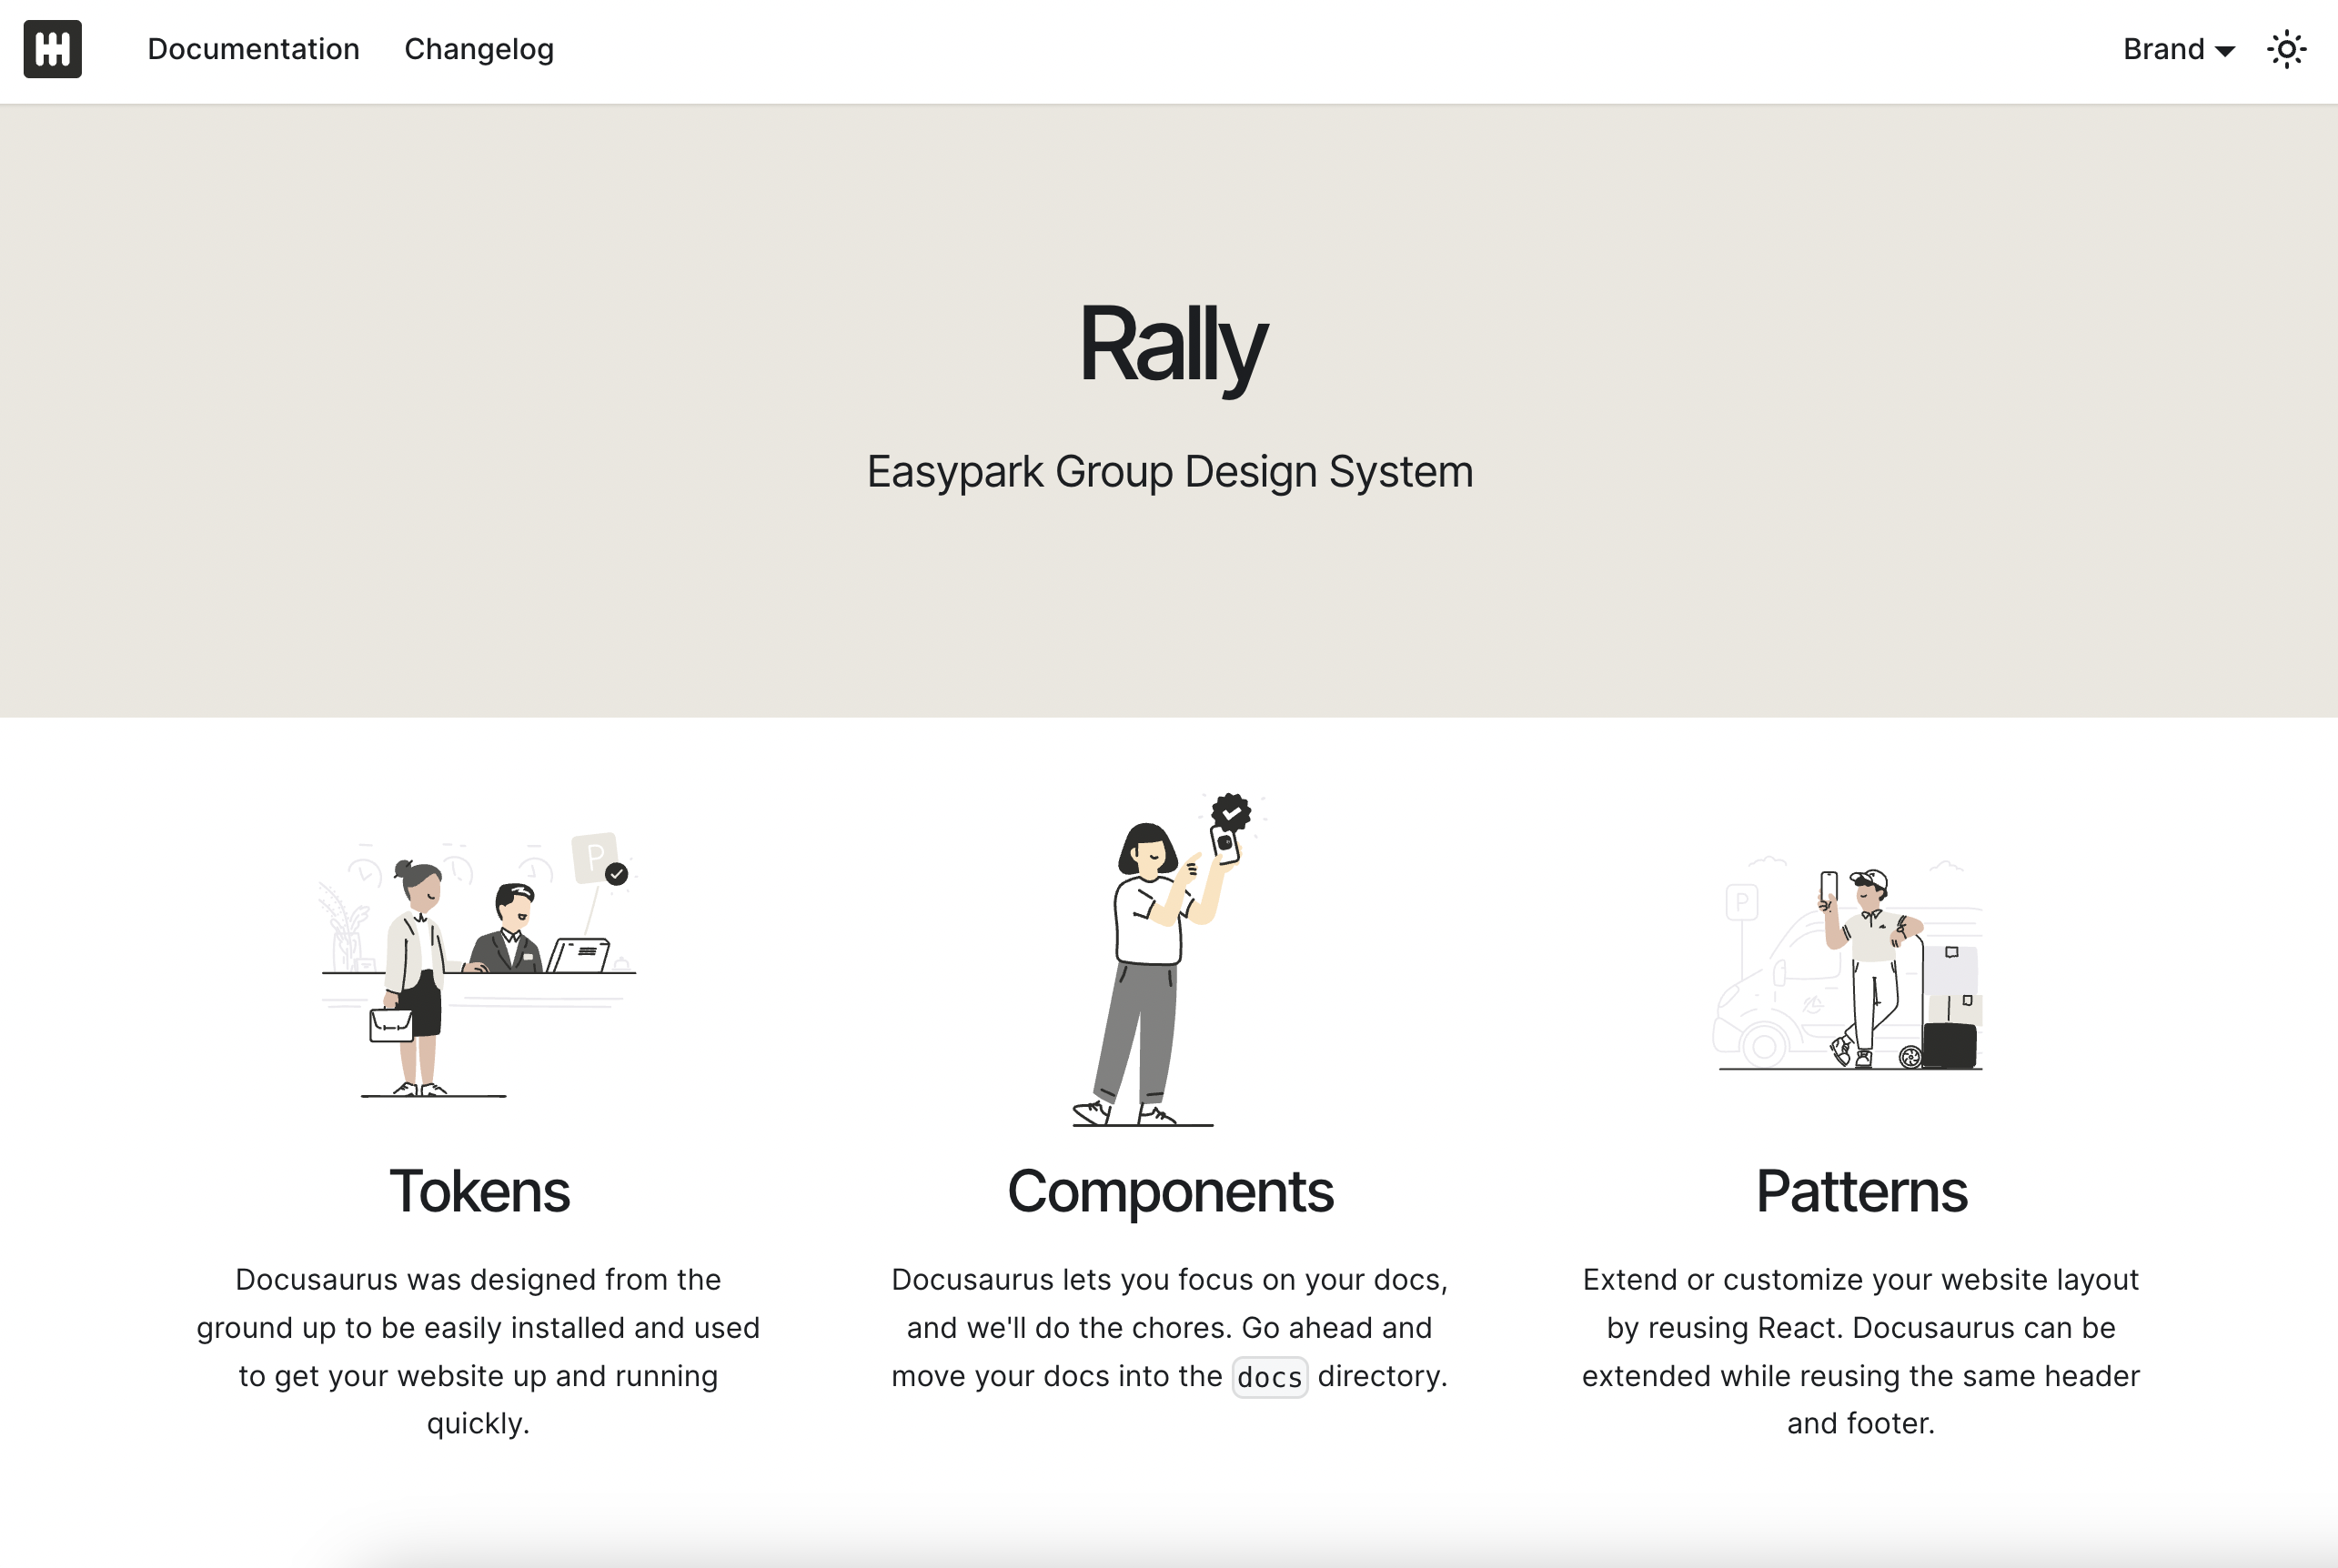 Documentation
Changelog
Brand
Rally
Easypark Group Design System
P
P
Tokens
Docusaurus was designed from the
ground up to be easily installed and used
to get your website up and running
quickly.
Components
Docusaurus lets you focus on your docs,
and we'll do the chores. Go ahead and
move your docs into the docs directory.
Patterns
Extend or customize your website layout
by reusing React. Docusaurus can be
extended while reusing the same header
and footer.